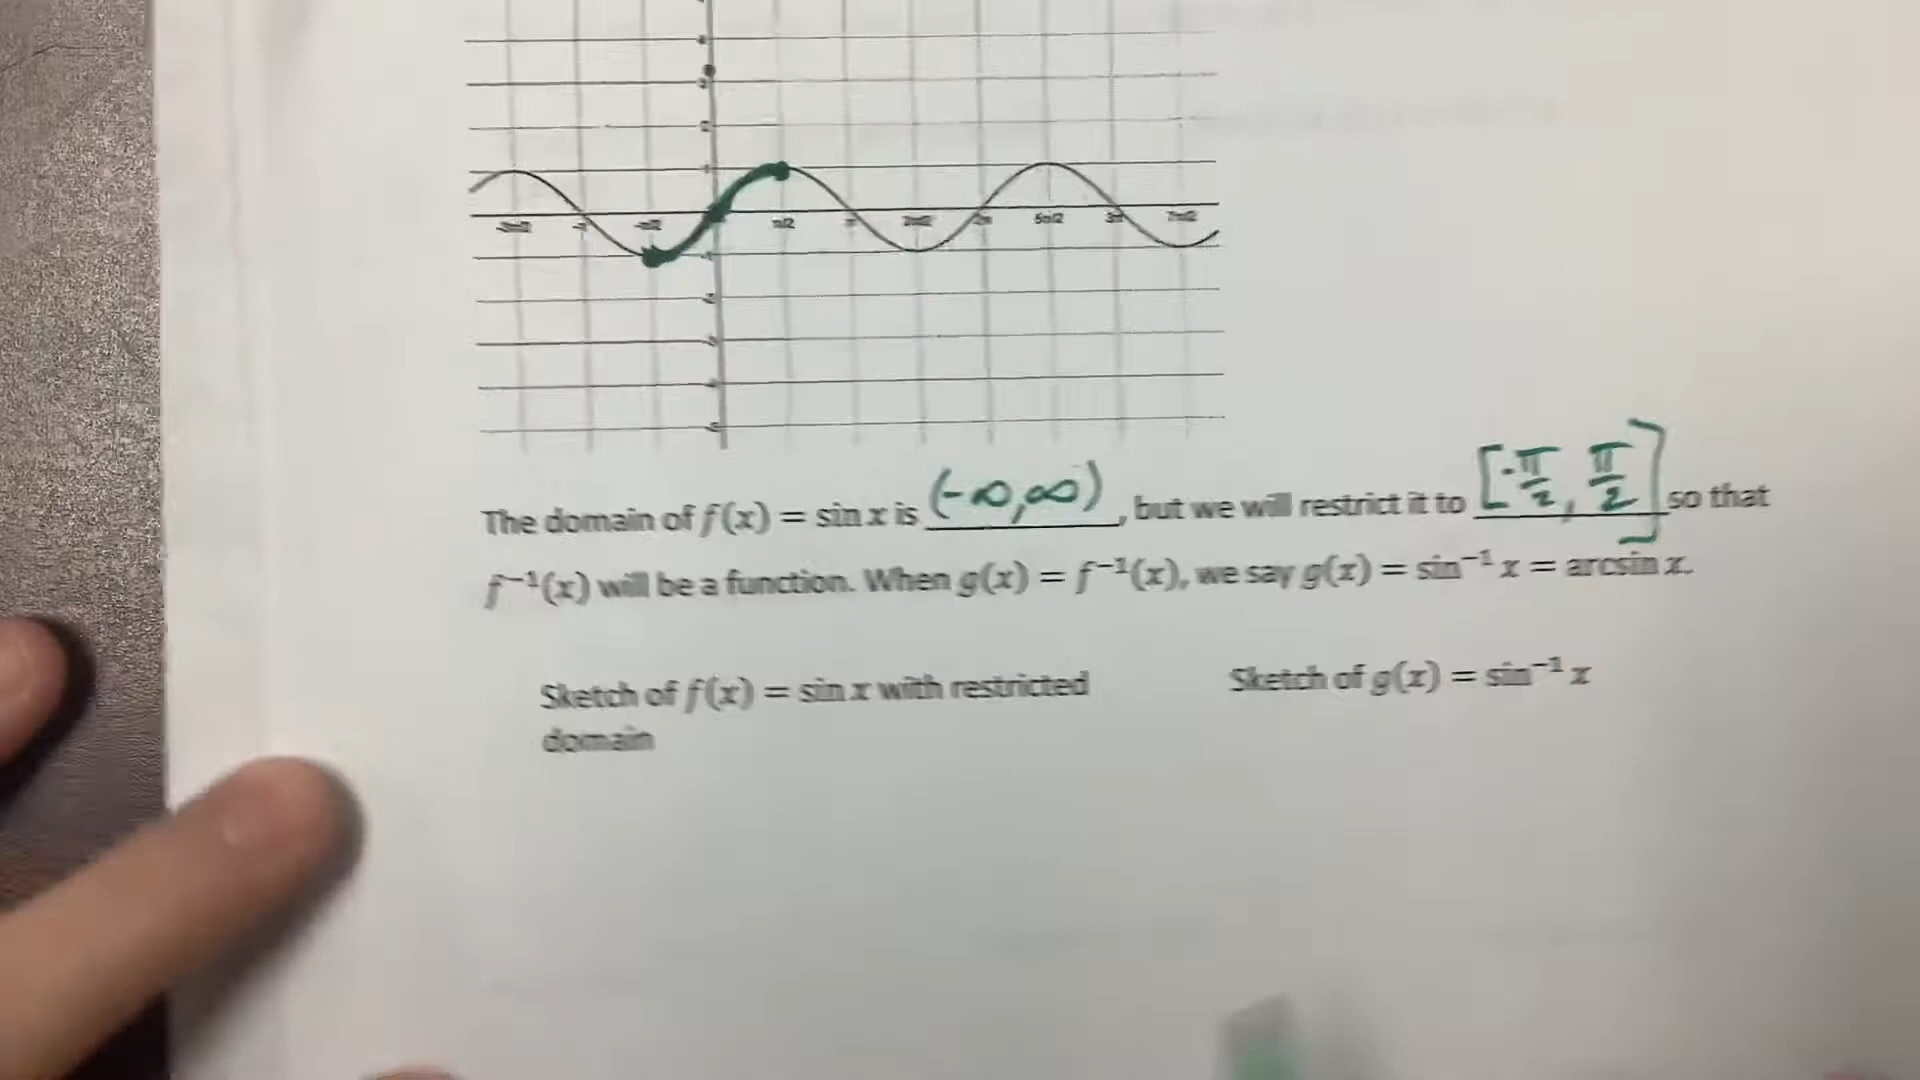 The domain of f(x) = sin x is (-∞,∞), but we will restrict it to [-π/2, π/2] so that
f⁻¹(x) will be a function. When g(x) = f⁻¹(x), we say g(x) = sin⁻¹ x = arcsin x.
Sketch of f(x) = sin x with restricted
domain
Sketch of g(x) = sin⁻¹ x